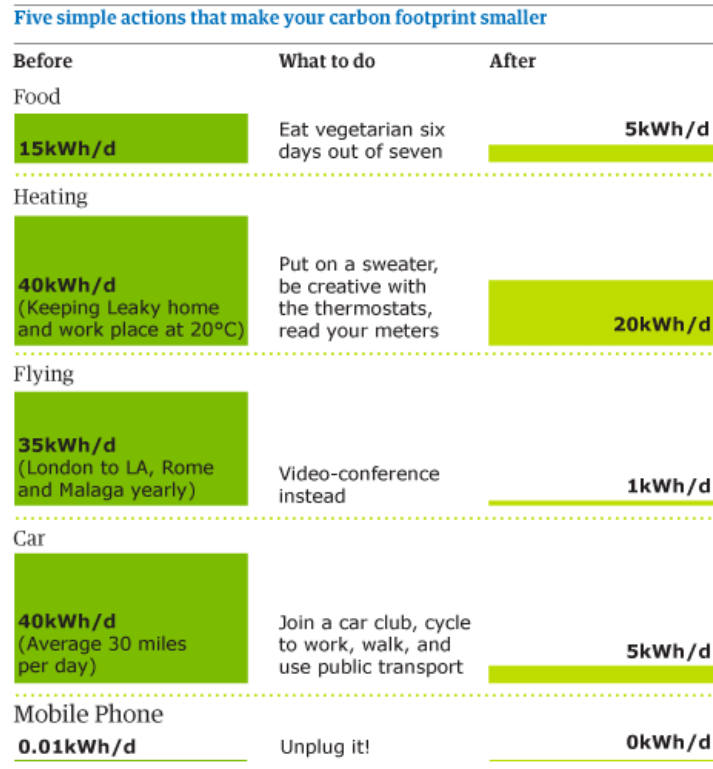 Five simple actions that make your carbon footprint smaller
Before What to do After
Food
15kWh/d
Eat vegetarian six
days out of seven
5kWh/d
Heating
40kWh/d
(Keeping Leaky home
and work place at 20°C)
Put on a sweater,
be creative with
the thermostats,
read your meters
20kWh/d
Flying
35kWh/d
(London to LA, Rome
and Malaga yearly)
Video-conference
instead
1kWh/d
Car
40kWh/d
(Average 30 miles
per day)
Join a car club, cycle
to work, walk, and
use public transport
5kWh/d
Mobile Phone
0.01kWh/d
Unplug it!
0kWh/d